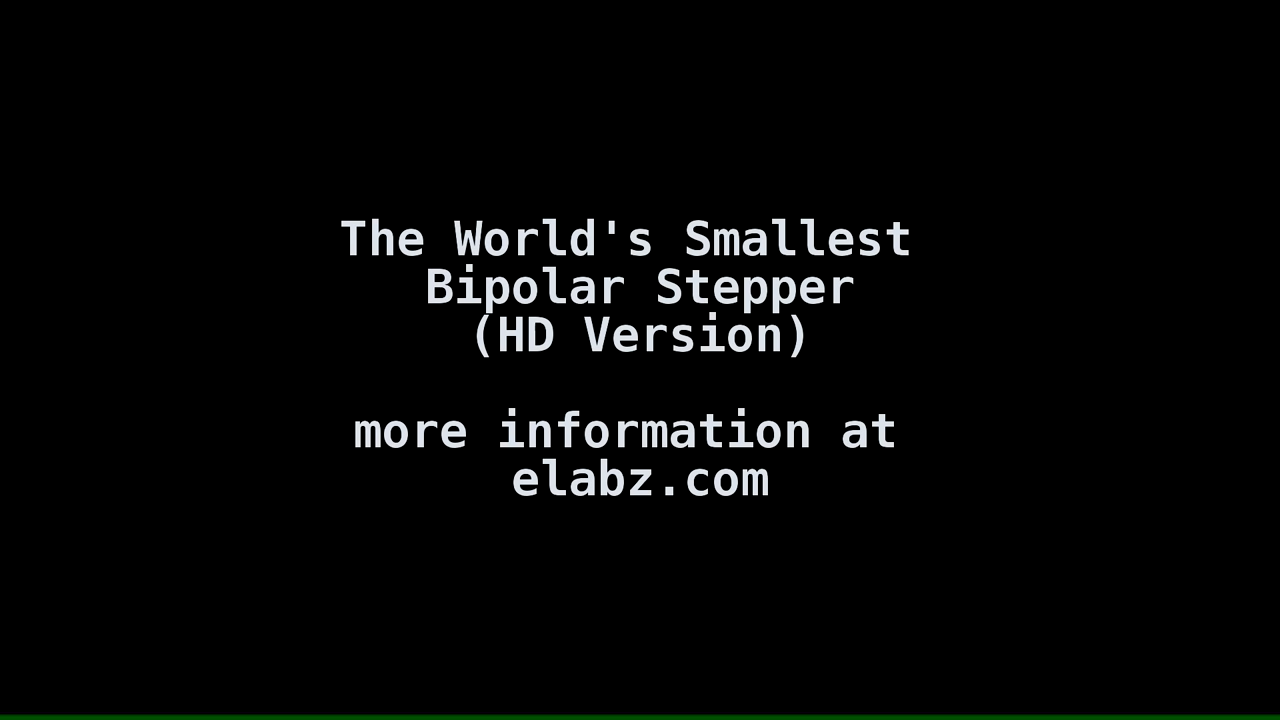 The World's Smallest
Bipolar Stepper
(HD Version)
more information at
elabz.com